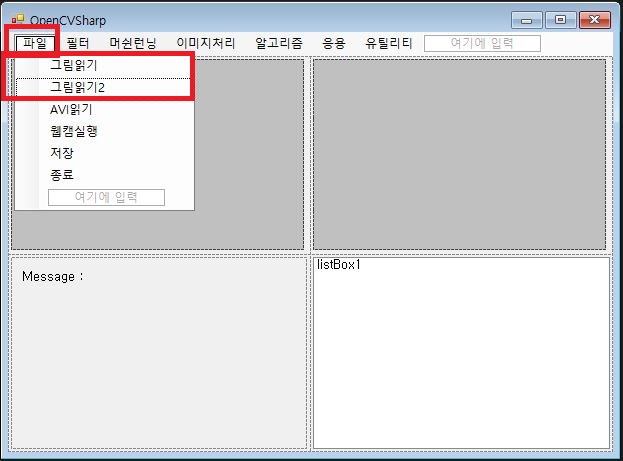 OpenCVSharp
파일 필터 머쉰런닝 이미지처리 알고리즘 응용 유틸리티 여기에 입력
그림읽기
그림읽기2
AVI읽기
웹캠실행
저장
종료
여기에 입력
Message :
listBox1